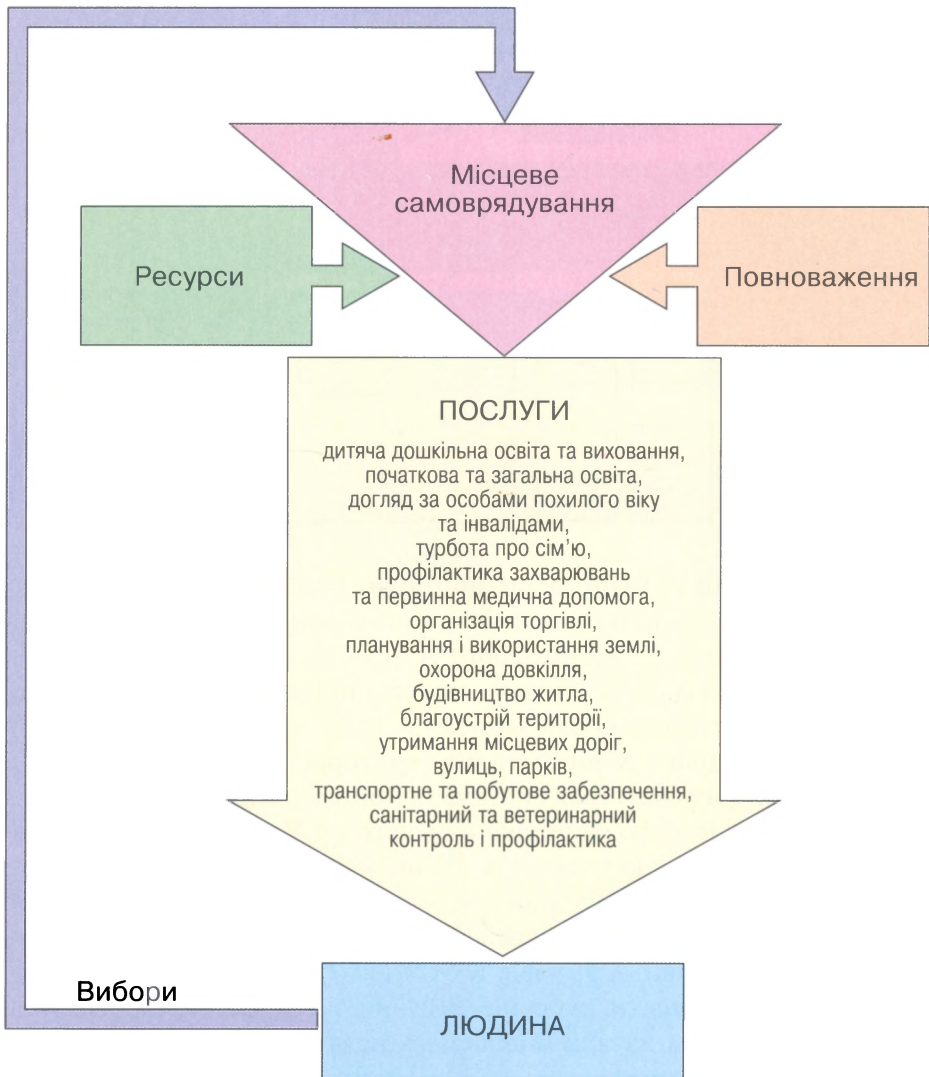 Місцеве
самоврядування
Ресурси
Повноваження
ПОСЛУГИ
дитяча дошкільна освіта та виховання,
початкова та загальна освіта,
догляд за особами похилого віку
та інвалідами,
турбота про сім’ю,
профілактика захварювань
та первинна медична допомога,
організація торгівлі,
планування і використання землі,
охорона довкілля,
будівництво житла,
благоустрій території,
утримання місцевих доріг,
вулиць, парків,
транспортне та побутове забезпечення,
санітарний та ветеринарний
контроль і профілактика
Вибори
ЛЮДИНА